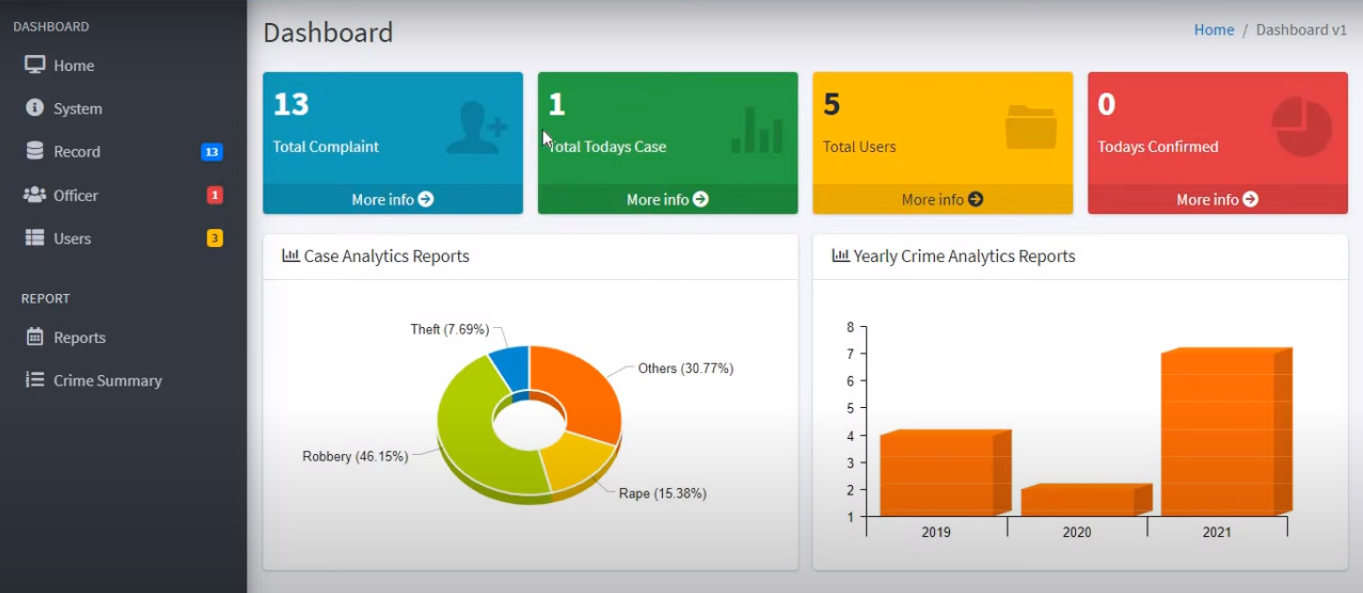 DASHBOARD
Home
System
Record 13
Officer 1
Users 3
REPORT
Reports
Crime Summary
Dashboard
Home / Dashboard v1
13
Total Complaint
More info
1
Total Todays Case
More info
5
Total Users
More info
0
Todays Confirmed
More info
Case Analytics Reports
Theft (7.69%)
Others (30.77%)
Robbery (46.15%)
Rape (15.38%)
Yearly Crime Analytics Reports
8
7
6
5
4
3
2
1
2019 2020 2021